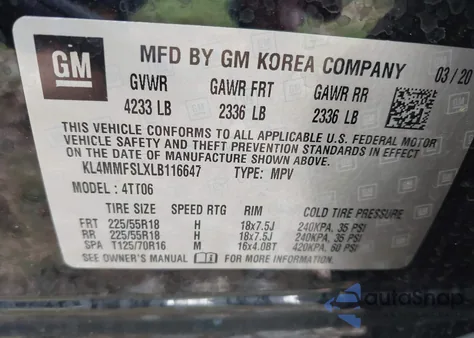 GM
MFD BY GM KOREA COMPANY 03/20
GVWR GAWR FRT GAWR RR
4233 LB 2336 LB 2336 LB
THIS VEHICLE CONFORMS TO ALL APPLICABLE U.S. FEDERAL MOTOR
VEHICLE SAFETY AND THEFT PREVENTION STANDARDS IN EFFECT
ON THE DATE OF MANUFACTURE SHOWN ABOVE.
KL4MMFSLXLB116647 TYPE: MPV
MODEL: 4TT06
TIRE SIZE SPEED RTG RIM COLD TIRE PRESSURE
FRT 225/55R18 H 18x7.5J 240KPA, 35 PSI
RR 225/55R18 H 18x7.5J 240KPA, 35 PSI
SPA T125/70R16 M 16x4.0BT 420KPA, 60 PSI
SEE OWNER'S MANUAL FOR MORE INFORMATION
AutoShop